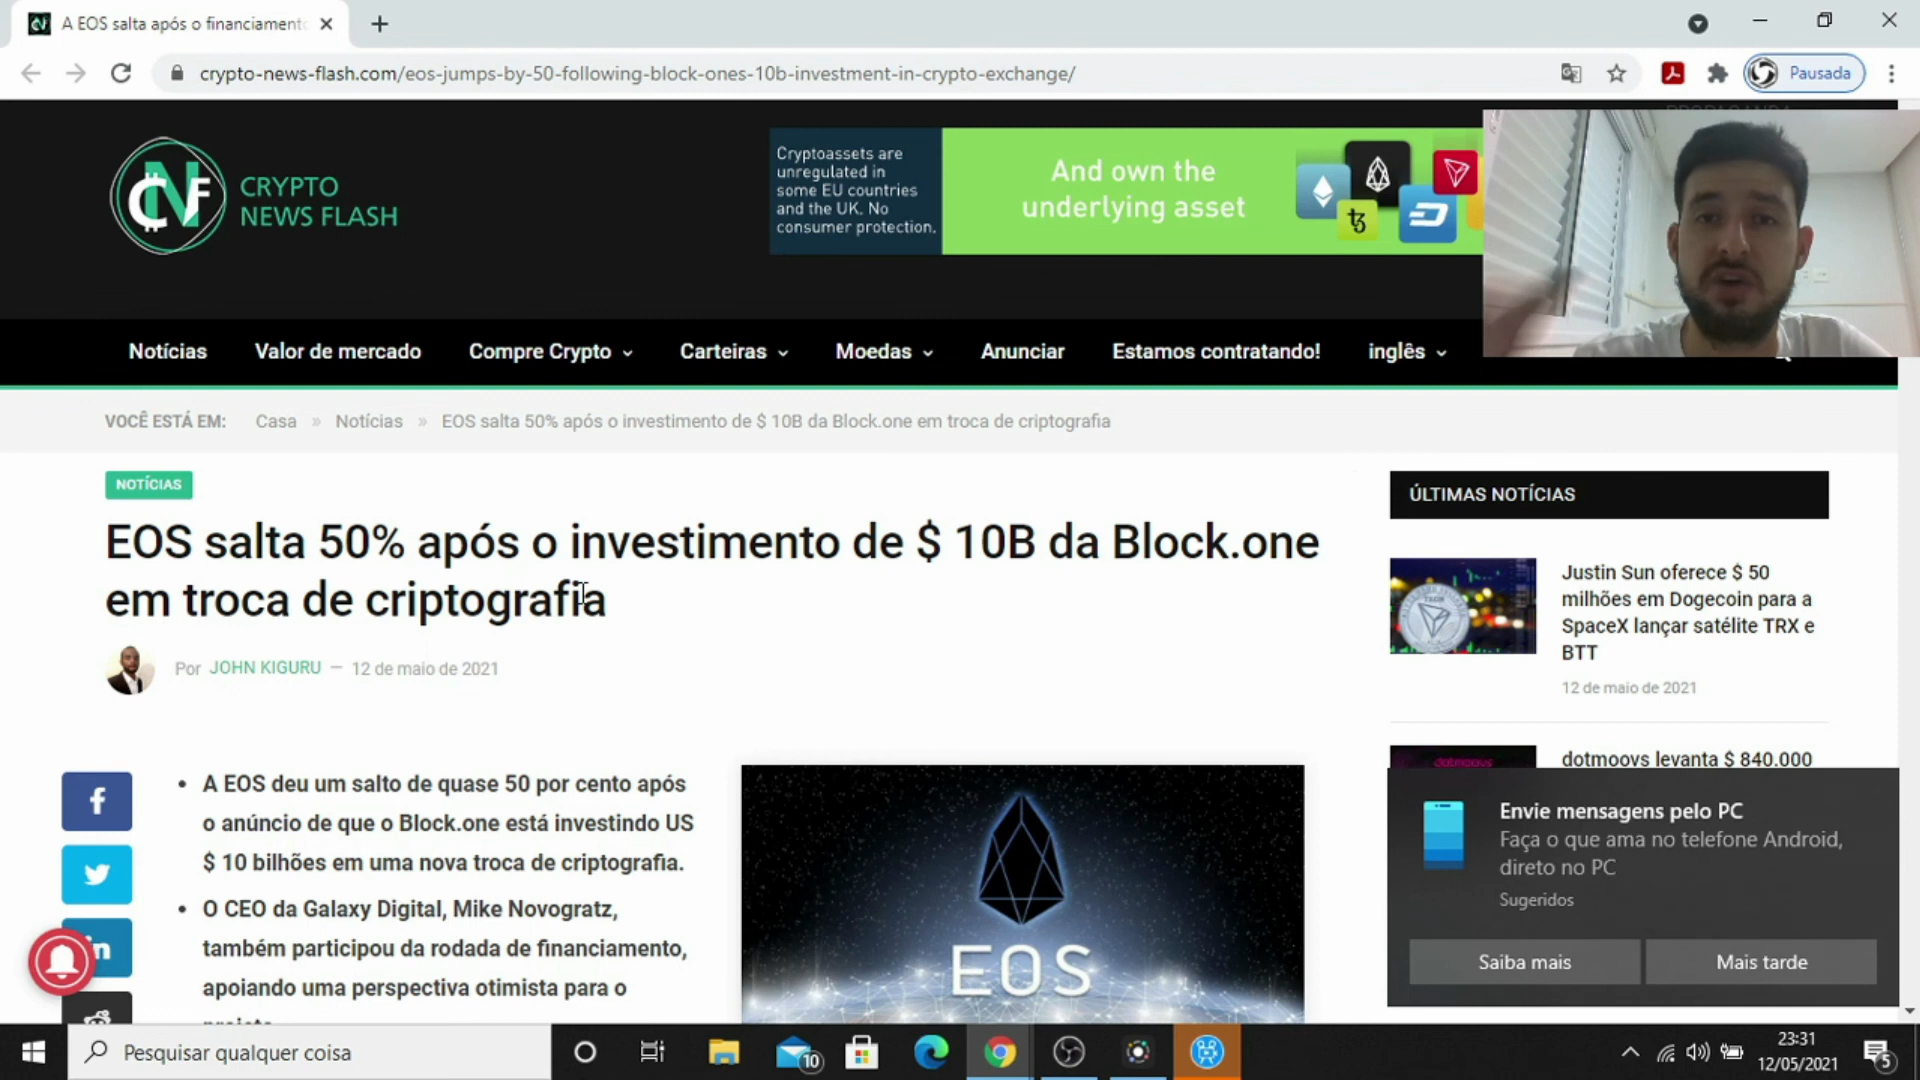 A EOS salta após o financiament
crypto-news-flash.com/eos-jumps-by-50-following-block-ones-10b-investment-in-crypto-exchange/
Pausada
CNF
CRYPTO
NEWS FLASH
Cryptoassets are
unregulated in
some EU countries
and the UK. No
consumer protection.
And own the
underlying asset
Notícias
Valor de mercado
Compre Crypto
Carteiras
Moedas
Anunciar
Estamos contratando!
inglês
VOCÊ ESTÁ EM: Casa » Notícias » EOS salta 50% após o investimento de $ 10B da Block.one em troca de criptografia
NOTÍCIAS
EOS salta 50% após o investimento de $ 10B da Block.one
em troca de criptografia
Por JOHN KIGURU — 12 de maio de 2021
• A EOS deu um salto de quase 50 por cento após
o anúncio de que o Block.one está investindo US
$ 10 bilhões em uma nova troca de criptografia.
• O CEO da Galaxy Digital, Mike Novogratz,
também participou da rodada de financiamento,
apoiando uma perspectiva otimista para o
EOS
ÚLTIMAS NOTÍCIAS
Justin Sun oferece $ 50
milhões em Dogecoin para a
SpaceX lançar satélite TRX e
BTT
12 de maio de 2021
dotmoovs
dotmoovs levanta $ 840.000
Envie mensagens pelo PC
Faça o que ama no telefone Android,
direto no PC
Sugeridos
Saiba mais
Mais tarde
Pesquisar qualquer coisa
10
23:31
12/05/2021
5